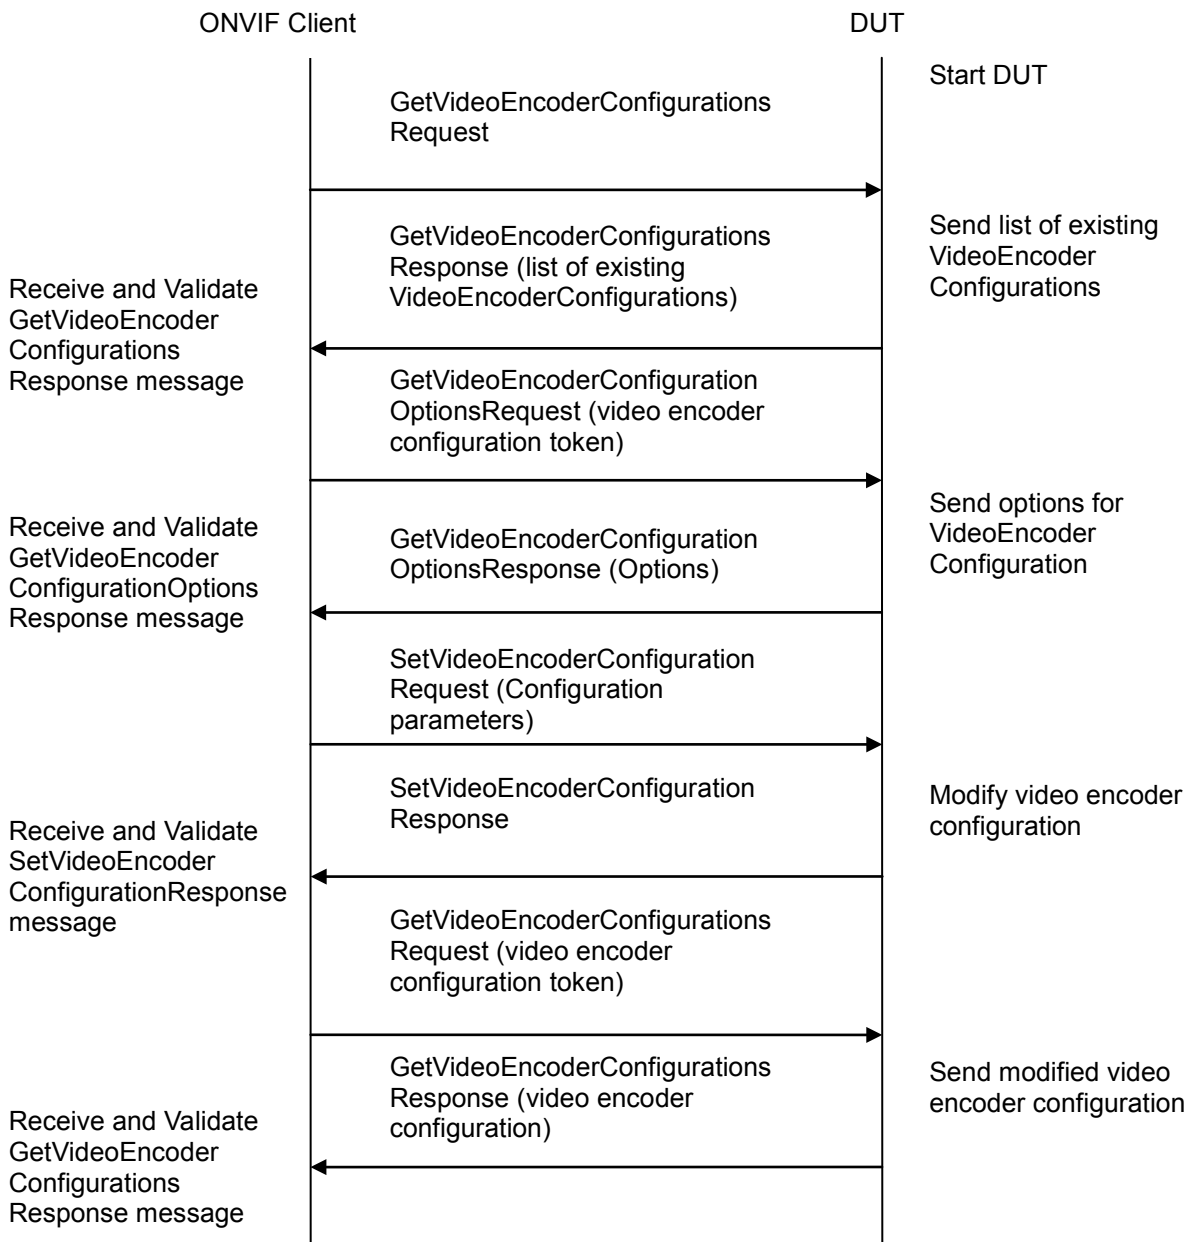 ONVIF Client
DUT
Start DUT
GetVideoEncoderConfigurations
Request
Send list of existing
VideoEncoder
Configurations
GetVideoEncoderConfigurations
Response (list of existing
VideoEncoderConfigurations)
Receive and Validate
GetVideoEncoder
Configurations
Response message
GetVideoEncoderConfiguration
OptionsRequest (video encoder
configuration token)
Send options for
VideoEncoder
Configuration
Receive and Validate
GetVideoEncoder
ConfigurationOptions
Response message
GetVideoEncoderConfiguration
OptionsResponse (Options)
SetVideoEncoderConfiguration
Request (Configuration
parameters)
SetVideoEncoderConfiguration
Response
Modify video encoder
configuration
Receive and Validate
SetVideoEncoder
ConfigurationResponse
message
GetVideoEncoderConfigurations
Request (video encoder
configuration token)
GetVideoEncoderConfigurations
Response (video encoder
configuration)
Send modified video
encoder configuration
Receive and Validate
GetVideoEncoder
Configurations
Response message